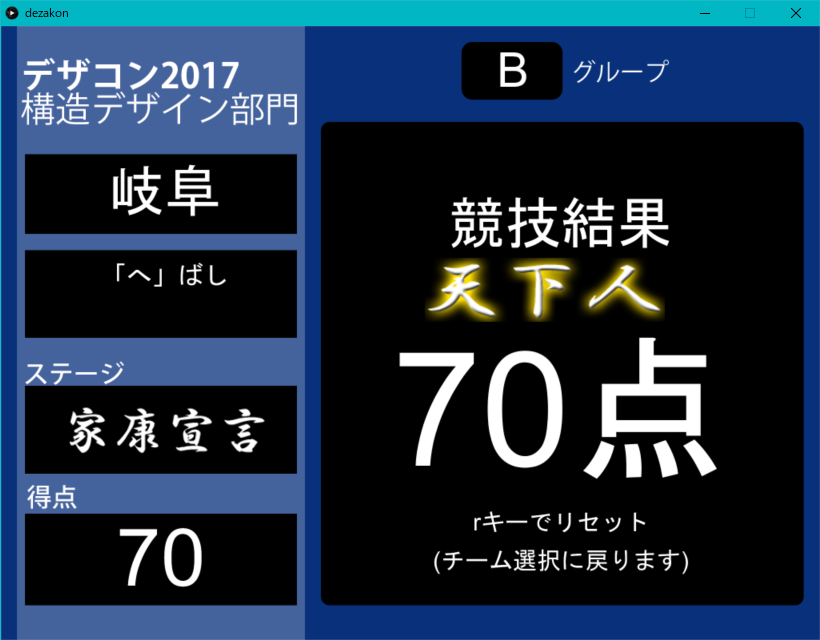 dezakon
デザコン2017
構造デザイン部門
岐阜
「へ」ばし
ステージ
家康宣言
得点
70
B グループ
競技結果
天下人
70点
rキーでリセット
(チーム選択に戻ります)